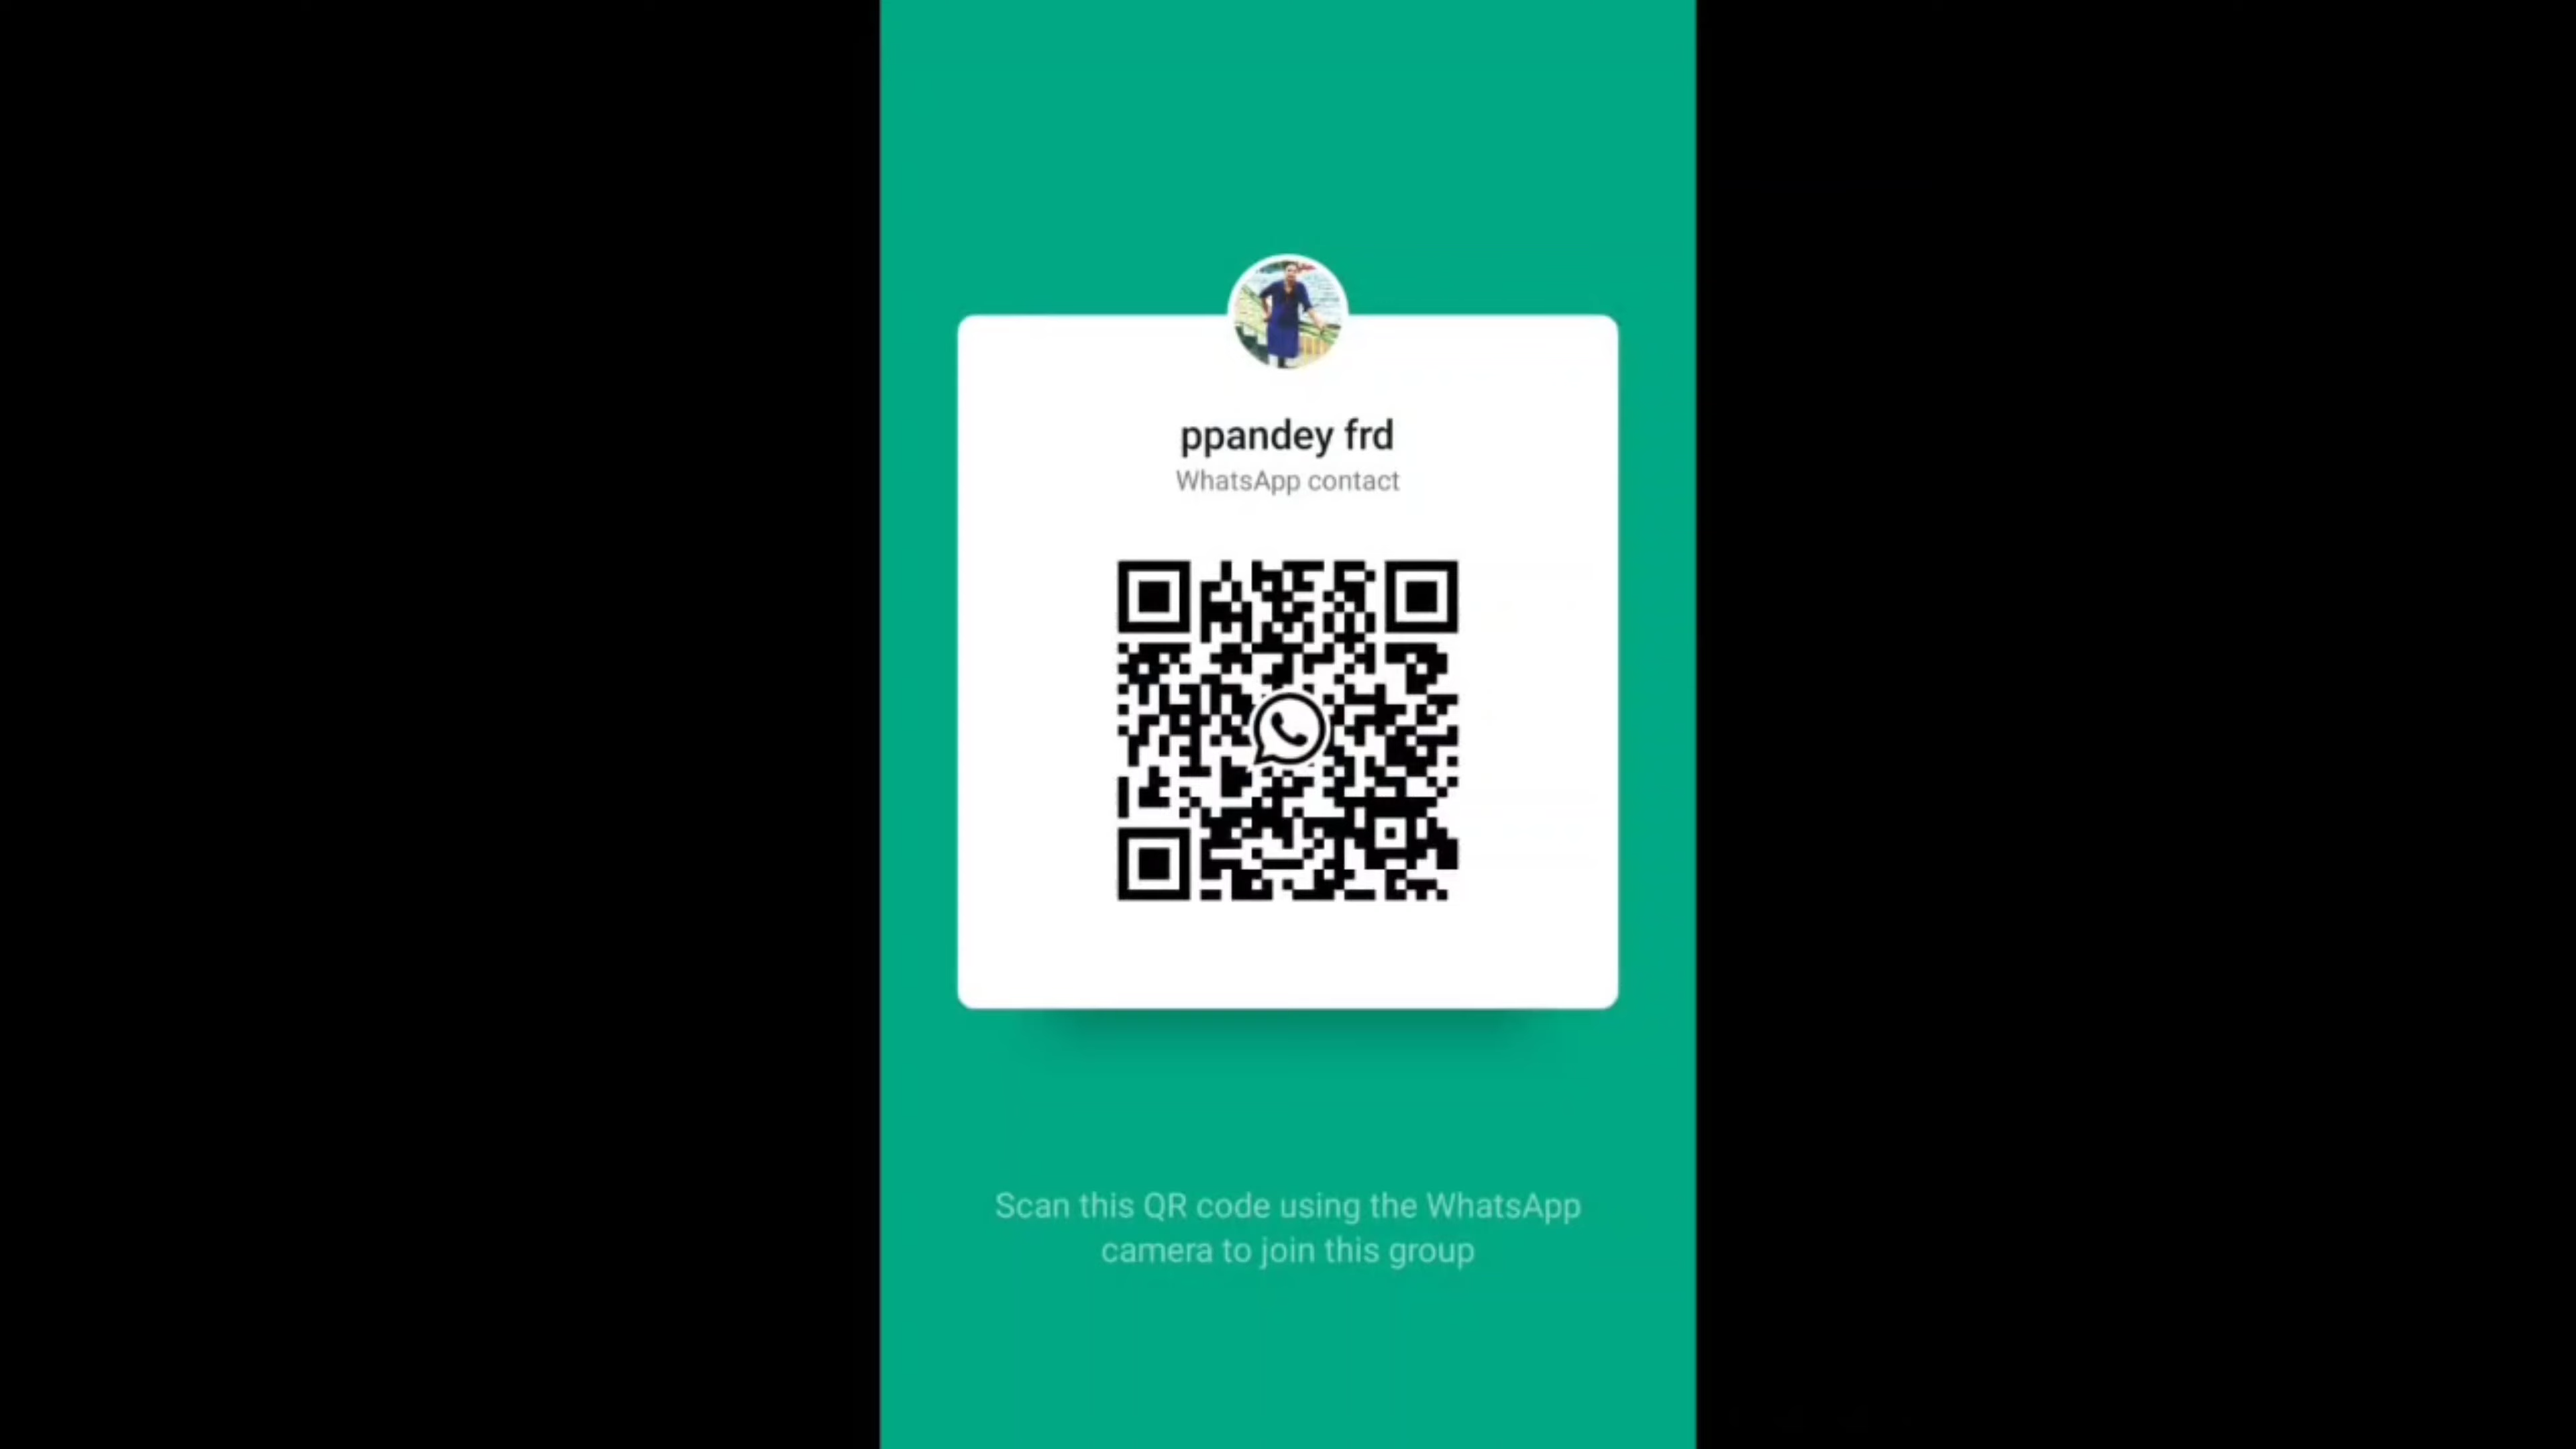 ppandey frd
WhatsApp contact
Scan this QR code using the WhatsApp
camera to join this group